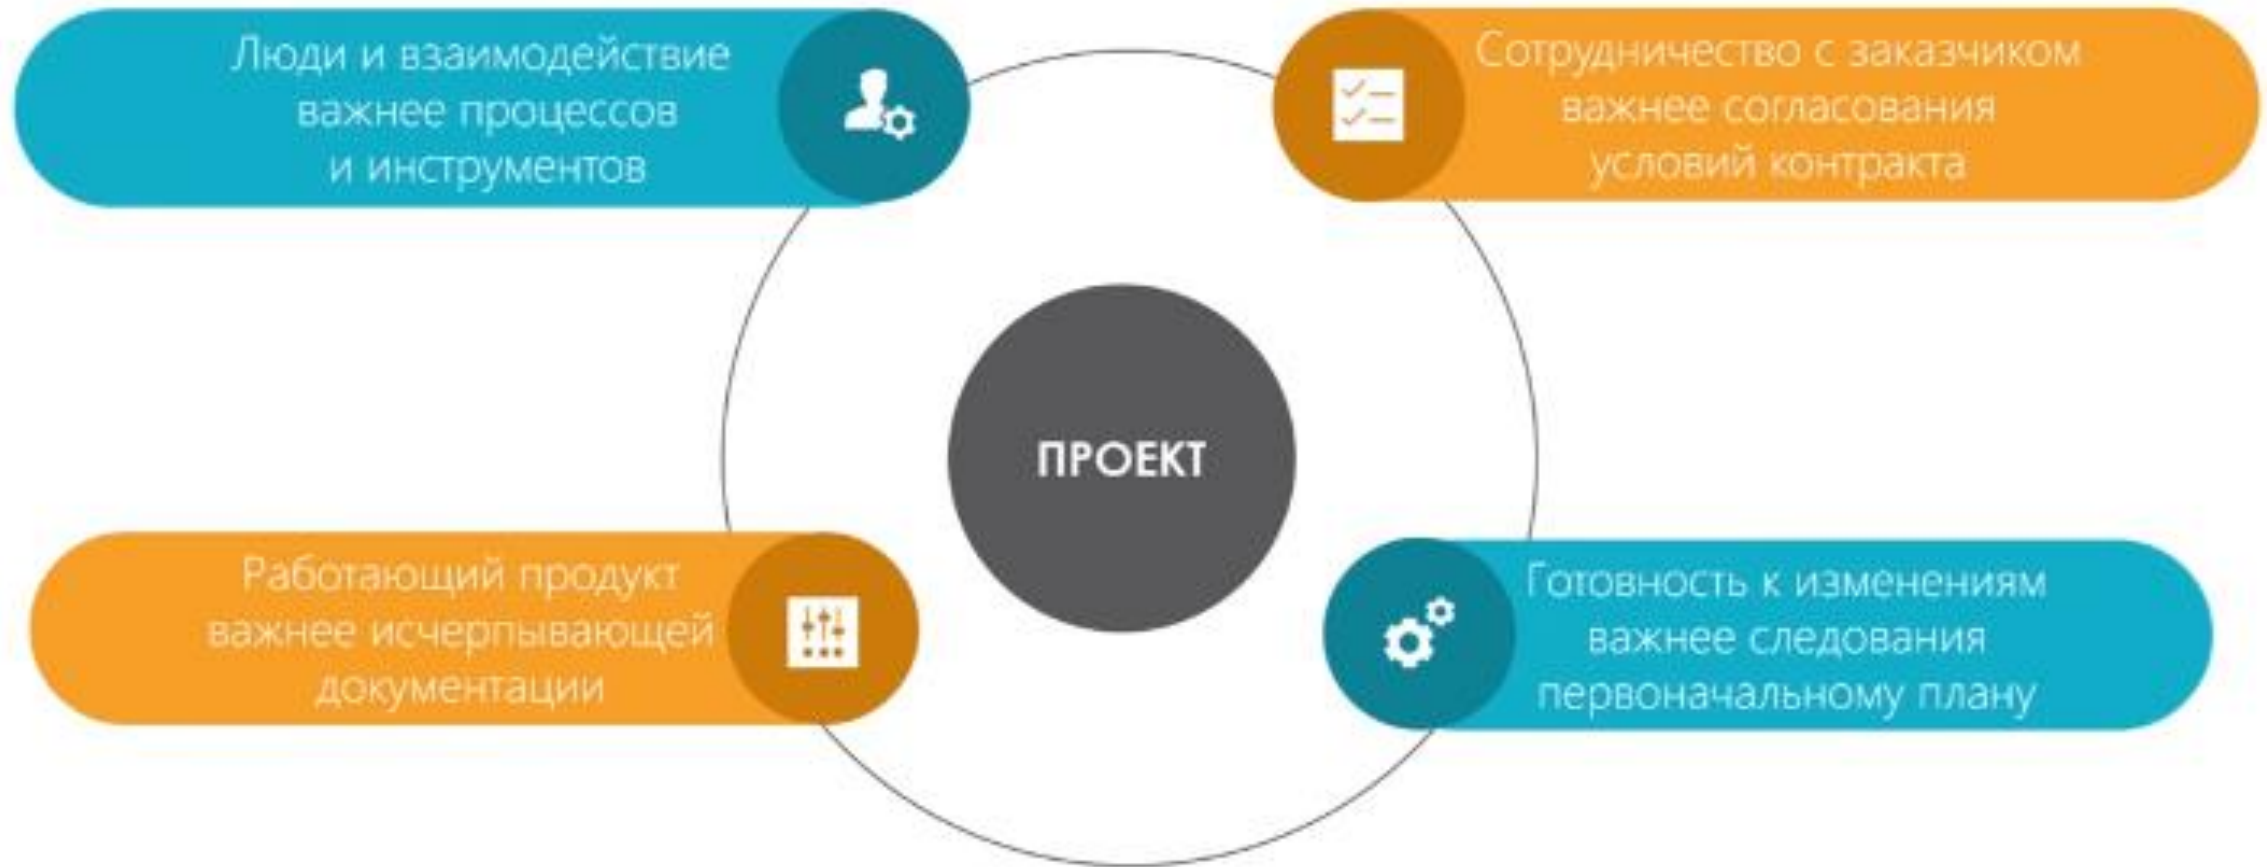 Люди и взаимодействие
важнее процессов
и инструментов
Сотрудничество с заказчиком
важнее согласования
условий контракта
ПРОЕКТ
Работающий продукт
важнее исчерпывающей
документации
Готовность к изменениям
важнее следования
первоначальному плану